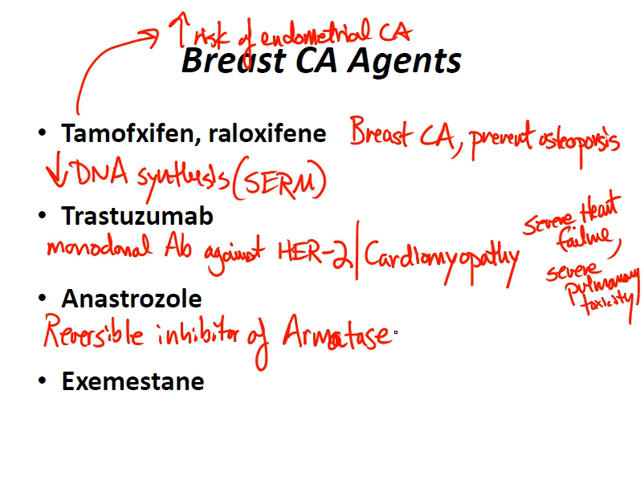 ↑ risk of endometrial CA
Breast CA Agents
• Tamofxifen, raloxifene Breast CA, prevent osteoporsis
↓ DNA synthesis (SERM)
• Trastuzumab
monoclonal Ab against HER-2 | Cardiomyopathy
severe Heart
failure,
severe
pulmonary
toxicity
• Anastrozole
Reversible inhibitor of Armatase
• Exemestane